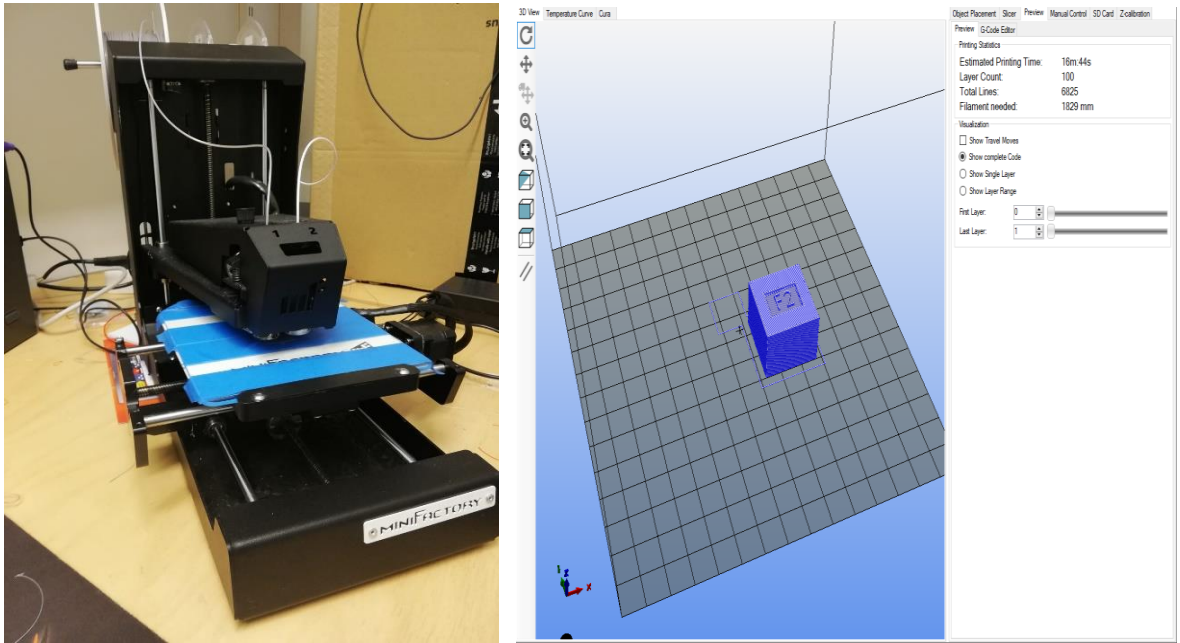 1 2
miniFactory
3D View Temperature Curve Cura
F2
Object Placement Slicer Preview Manual Control SD Card Z-calibration
Preview G-Code Editor
Printing Statistics
Estimated Printing Time: 16m:44s
Layer Count: 100
Total Lines: 6825
Filament needed: 1829 mm
Visualization
Show Travel Moves
Show complete Code
Show Single Layer
Show Layer Range
First Layer: 0
Last Layer: 1